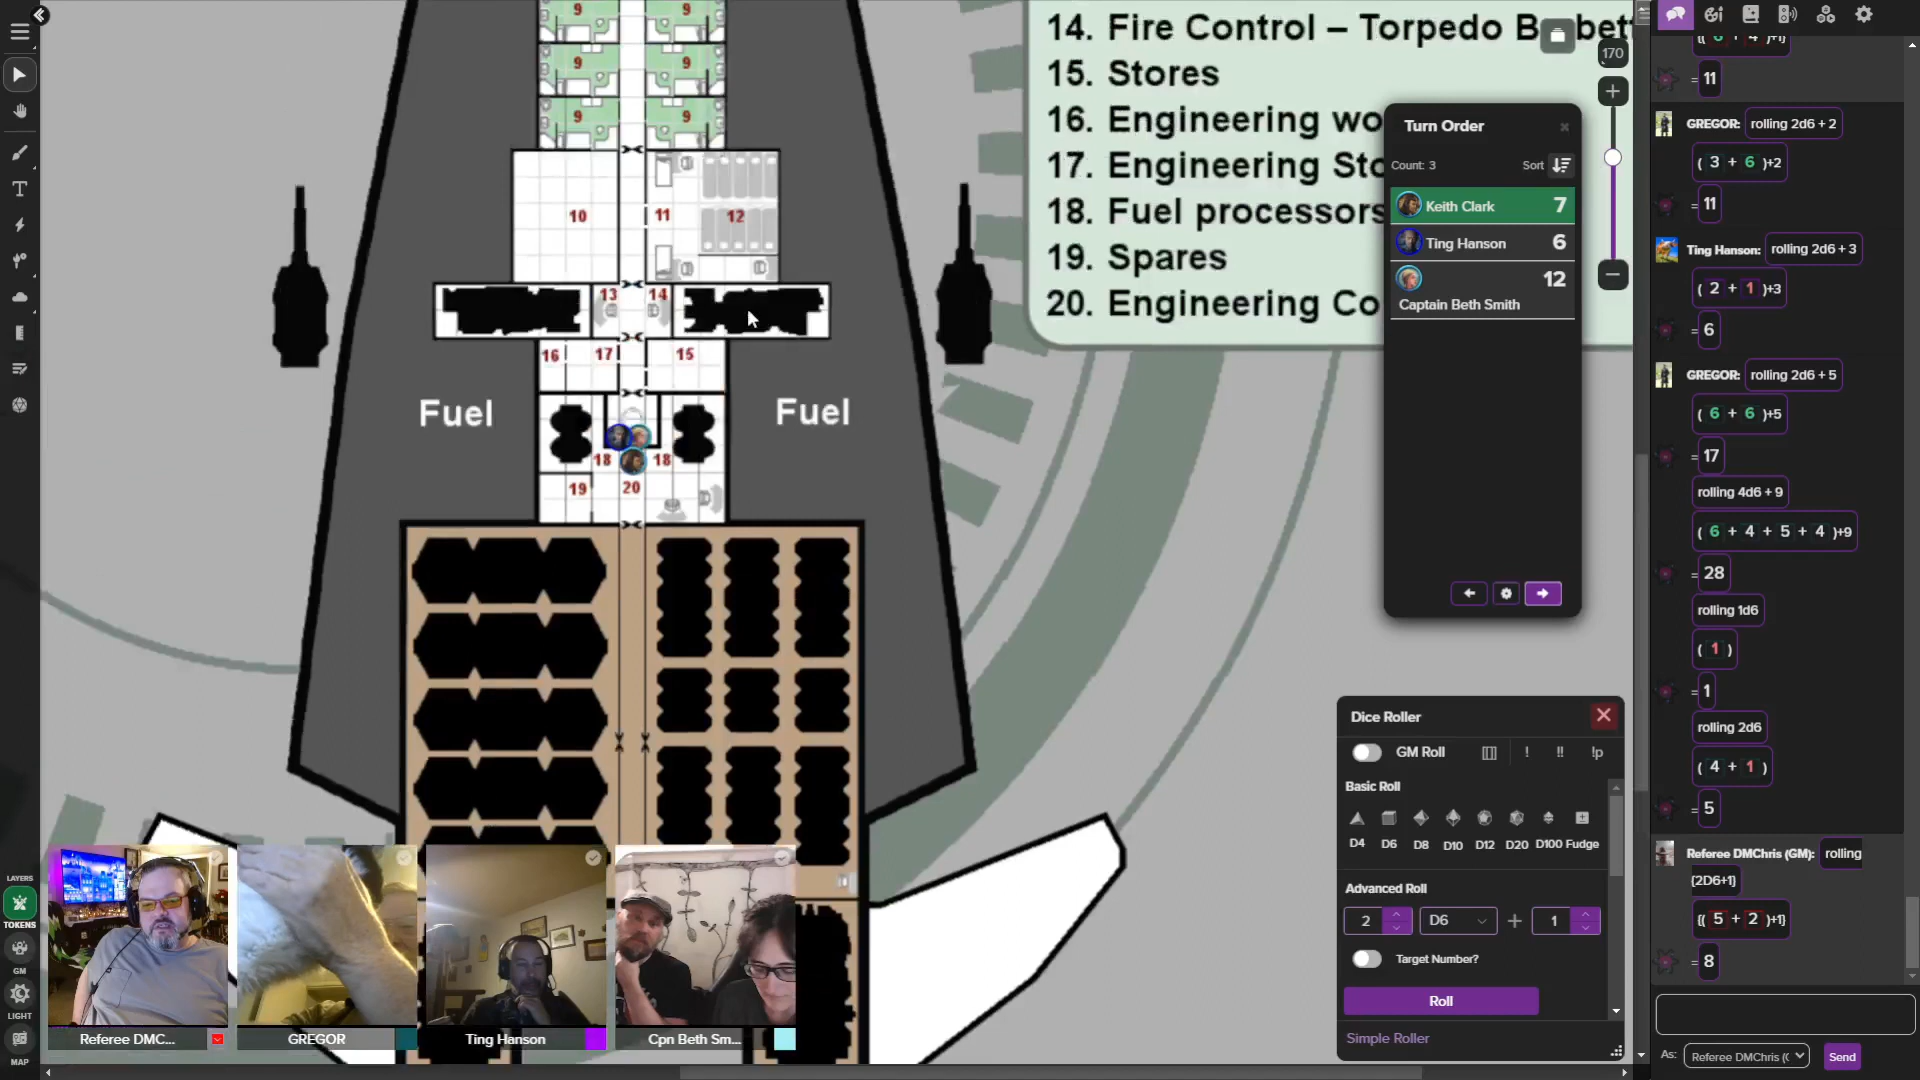 14. Fire Control – Torpedo
15. Stores
16. Engineering
17. Engineering
18. Fuel processors
19. Spares
20. Engineering
9
9
9
9
9
9
10
11
12
13
14
16
17
15
Fuel
Fuel
18
18
19
20
170
Turn Order
Count: 3
Sort
Keith Clark
7
Ting Hanson
6
12
Captain Beth Smith
Dice Roller
GM Roll
!
!!
!p
Basic Roll
D4
D6
D8
D10
D12
D20
D100
Fudge
Advanced Roll
2
D6
+
1
Target Number?
Roll
Simple Roller
LAYERS
TOKENS
GM
LIGHT
MAP
Referee DMC...
GREGOR
Ting Hanson
Cpn Beth Sm...
((6 + 4)+1)
=11
GREGOR: rolling 2d6 + 2
(3 + 6)+2
=11
Ting Hanson: rolling 2d6 + 3
(2 + 1)+3
=6
GREGOR: rolling 2d6 + 5
(6 + 6)+5
=17
rolling 4d6 + 9
(6 + 4 + 5 + 4)+9
=28
rolling 1d6
(1)
=1
rolling 2d6
(4 + 1)
=5
Referee DMChris (GM): rolling
{2D6+1}
{(5 + 2)+1}
=8
As:
Referee DMChris (
Send